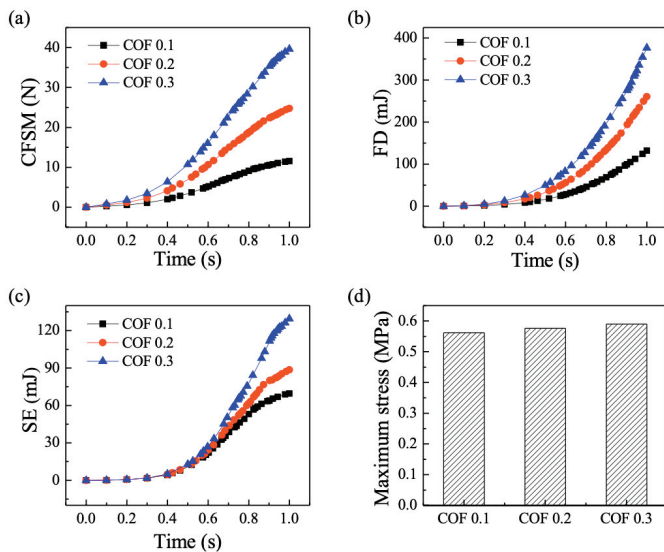 (a)
40
30
20
10
0
CFSM (N)
COF 0.1
COF 0.2
COF 0.3
0.0 0.2 0.4 0.6 0.8 1.0
Time (s)
(b)
400
300
200
100
0
FD (mJ)
COF 0.1
COF 0.2
COF 0.3
0.0 0.2 0.4 0.6 0.8 1.0
Time (s)
(c)
120
90
60
30
0
SE (mJ)
COF 0.1
COF 0.2
COF 0.3
0.0 0.2 0.4 0.6 0.8 1.0
Time (s)
(d)
0.6
0.5
0.4
0.3
0.2
0.1
0.0
Maximum stress (MPa)
COF 0.1 COF 0.2 COF 0.3